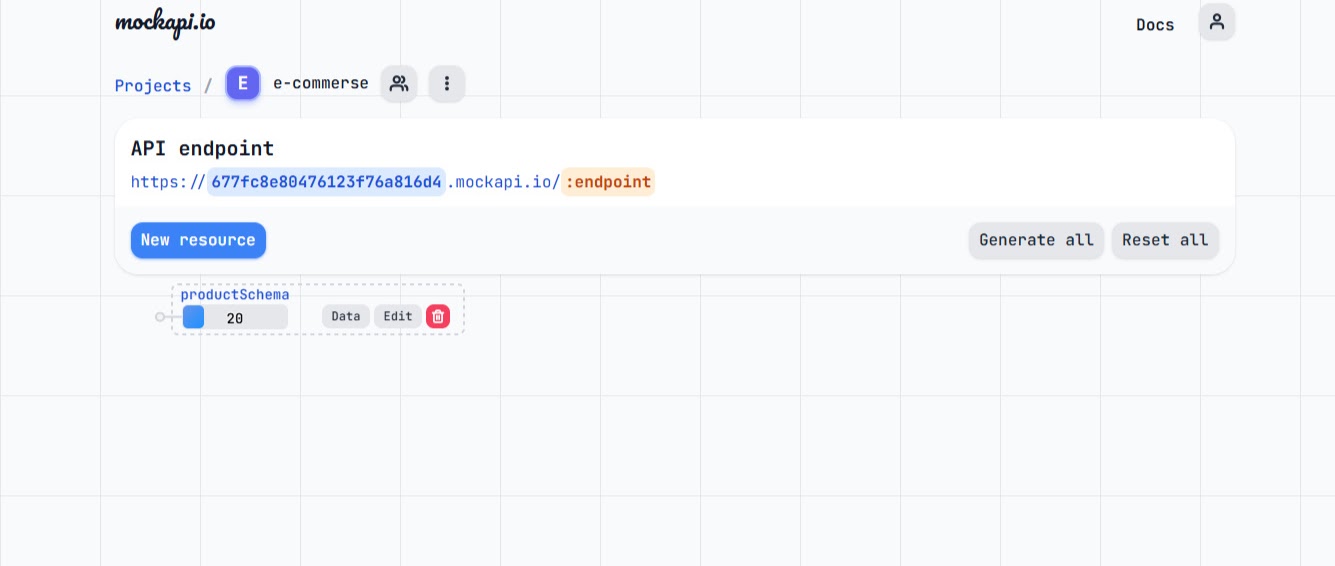 mockapi.io
Docs
Projects / E e-commerse
API endpoint
https://677fc8e80476123f76a816d4.mockapi.io/:endpoint
New resource
Generate all
Reset all
productSchema
20
Data
Edit